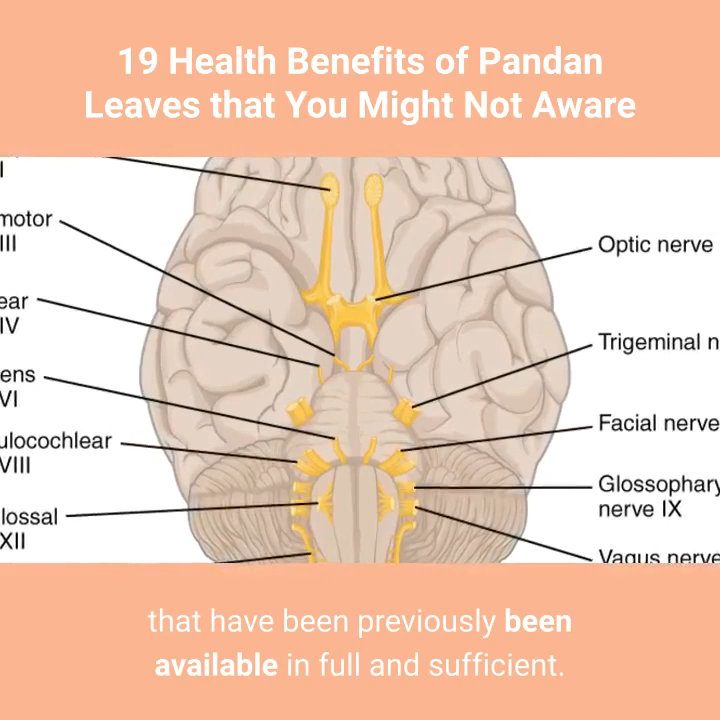 19 Health Benefits of Pandan
Leaves that You Might Not Aware
I
motor
III
ear
IV
ens
VI
ulocochlear
VIII
lossal
XII
Optic nerve
Trigeminal n
Facial nerve
Glossophary
nerve IX
Vagus nerve
that have been previously been
available in full and sufficient.